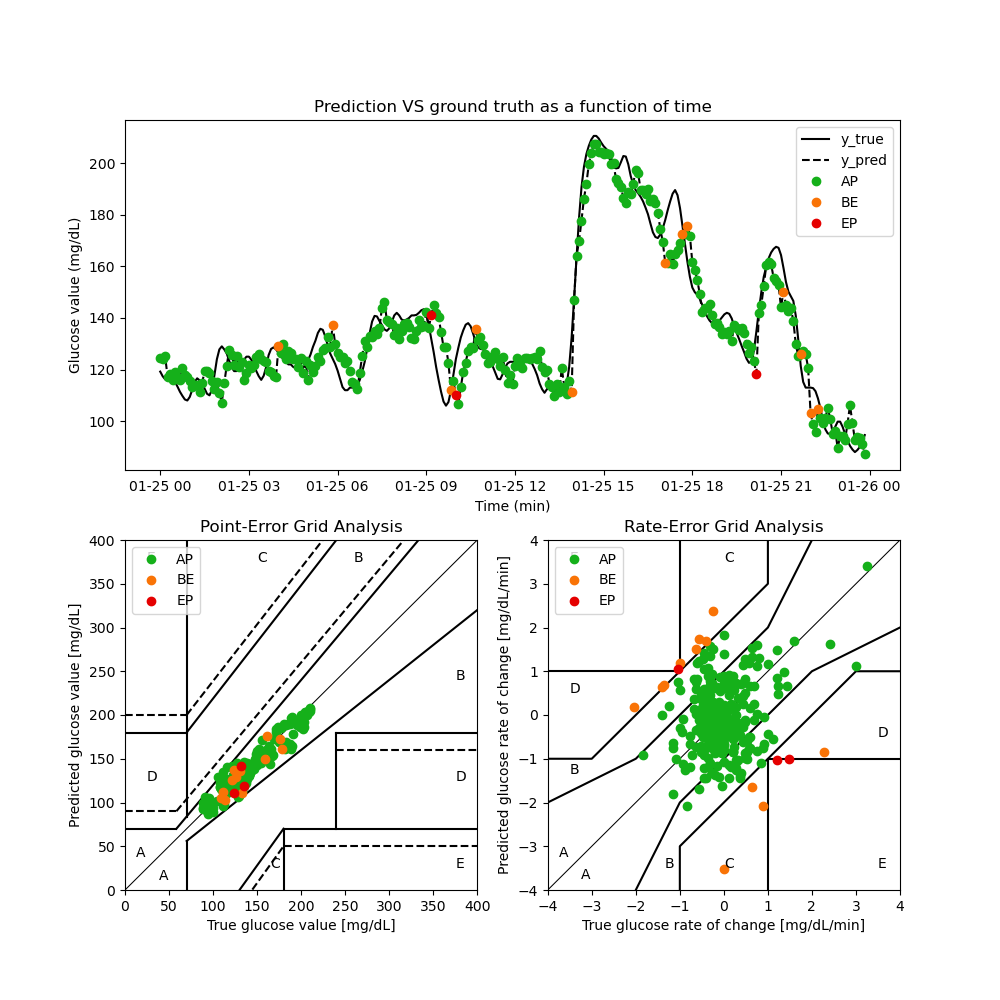 Prediction VS ground truth as a function of time
Glucose value (mg/dL)
200
180
160
140
120
100
y_true
y_pred
AP
BE
EP
01-25 00 01-25 03 01-25 06 01-25 09 01-25 12 01-25 15 01-25 18 01-25 21 01-26 00
Time (min)
Point-Error Grid Analysis
Predicted glucose value [mg/dL]
400
350
300
250
200
150
100
50
0
AP
BE
EP
C B
B
D D
A
A
C E
0 50 100 150 200 250 300 350 400
True glucose value [mg/dL]
Rate-Error Grid Analysis
Predicted glucose rate of change [mg/dL/min]
4
3
2
1
0
−1
−2
−3
−4
AP
BE
EP
C
D
D
B
A
A
B C E
−4 −3 −2 −1 0 1 2 3 4
True glucose rate of change [mg/dL/min]